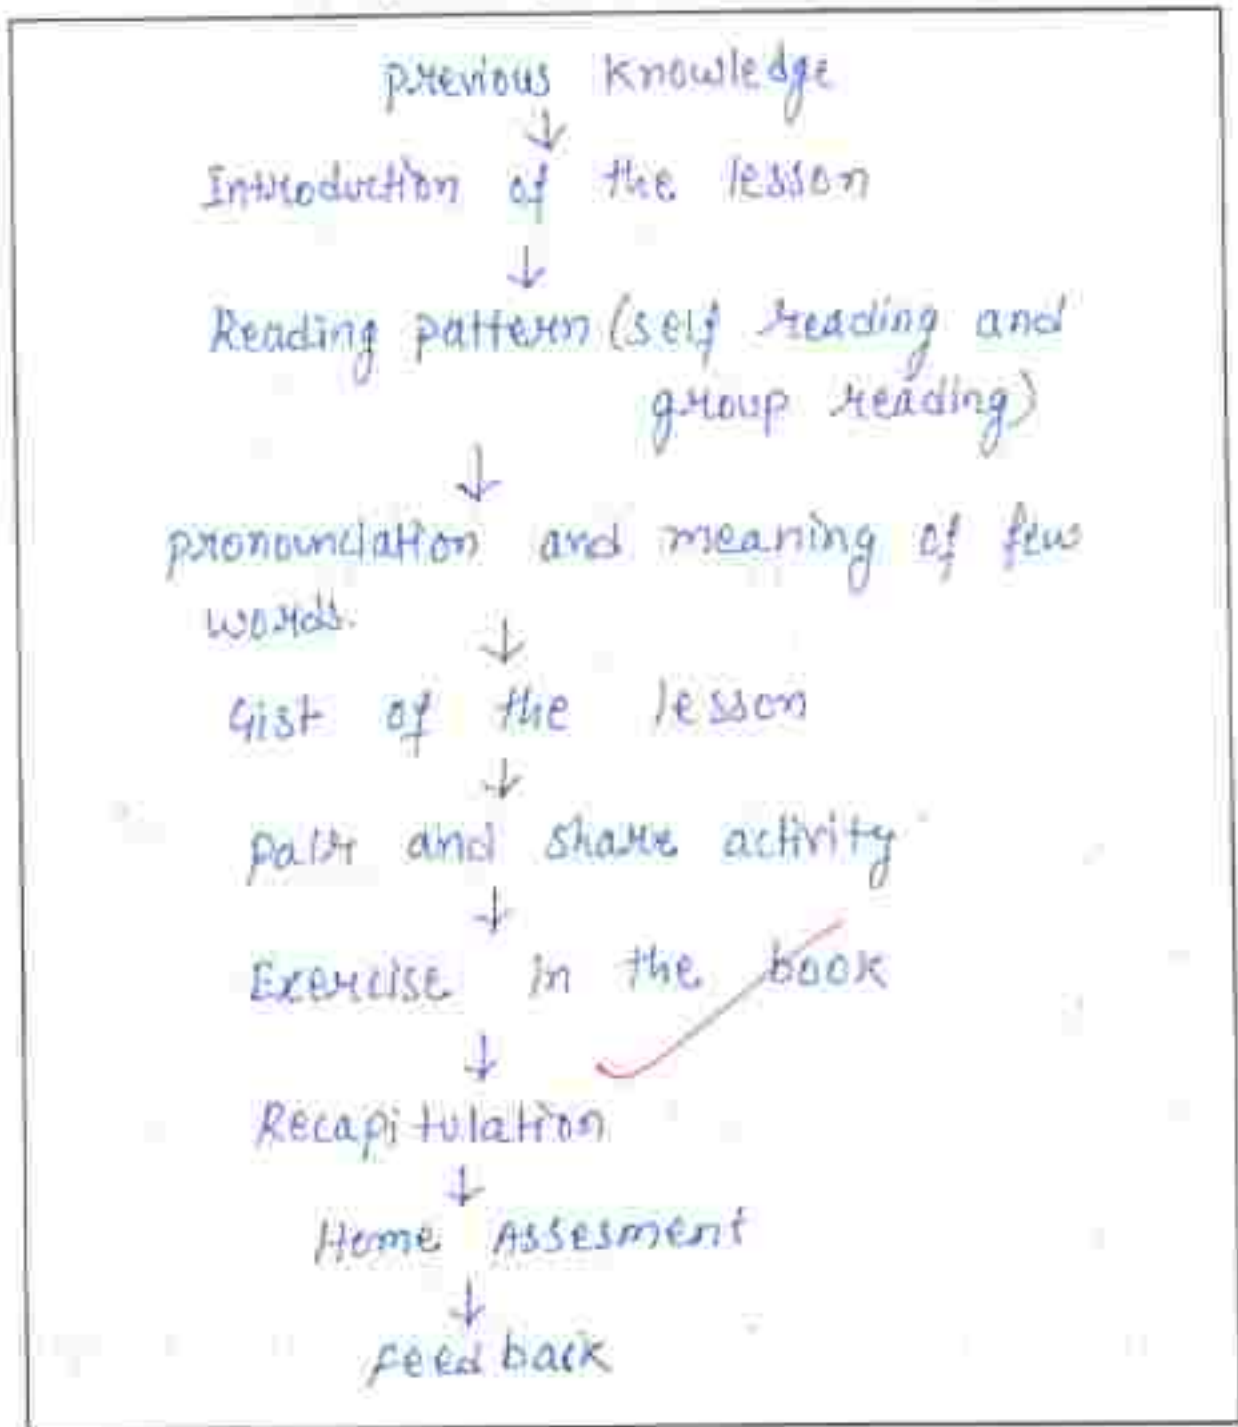 previous knowledge
↓
Introduction of the lesson
↓
Reading pattern (self reading and
group reading)
↓
pronounciation and meaning of few
words.
↓
Gist of the lesson
↓
pair and share activity
↓
Exercise in the book
↓
Recapitulation
↓
Home Assesment
↓
feed back